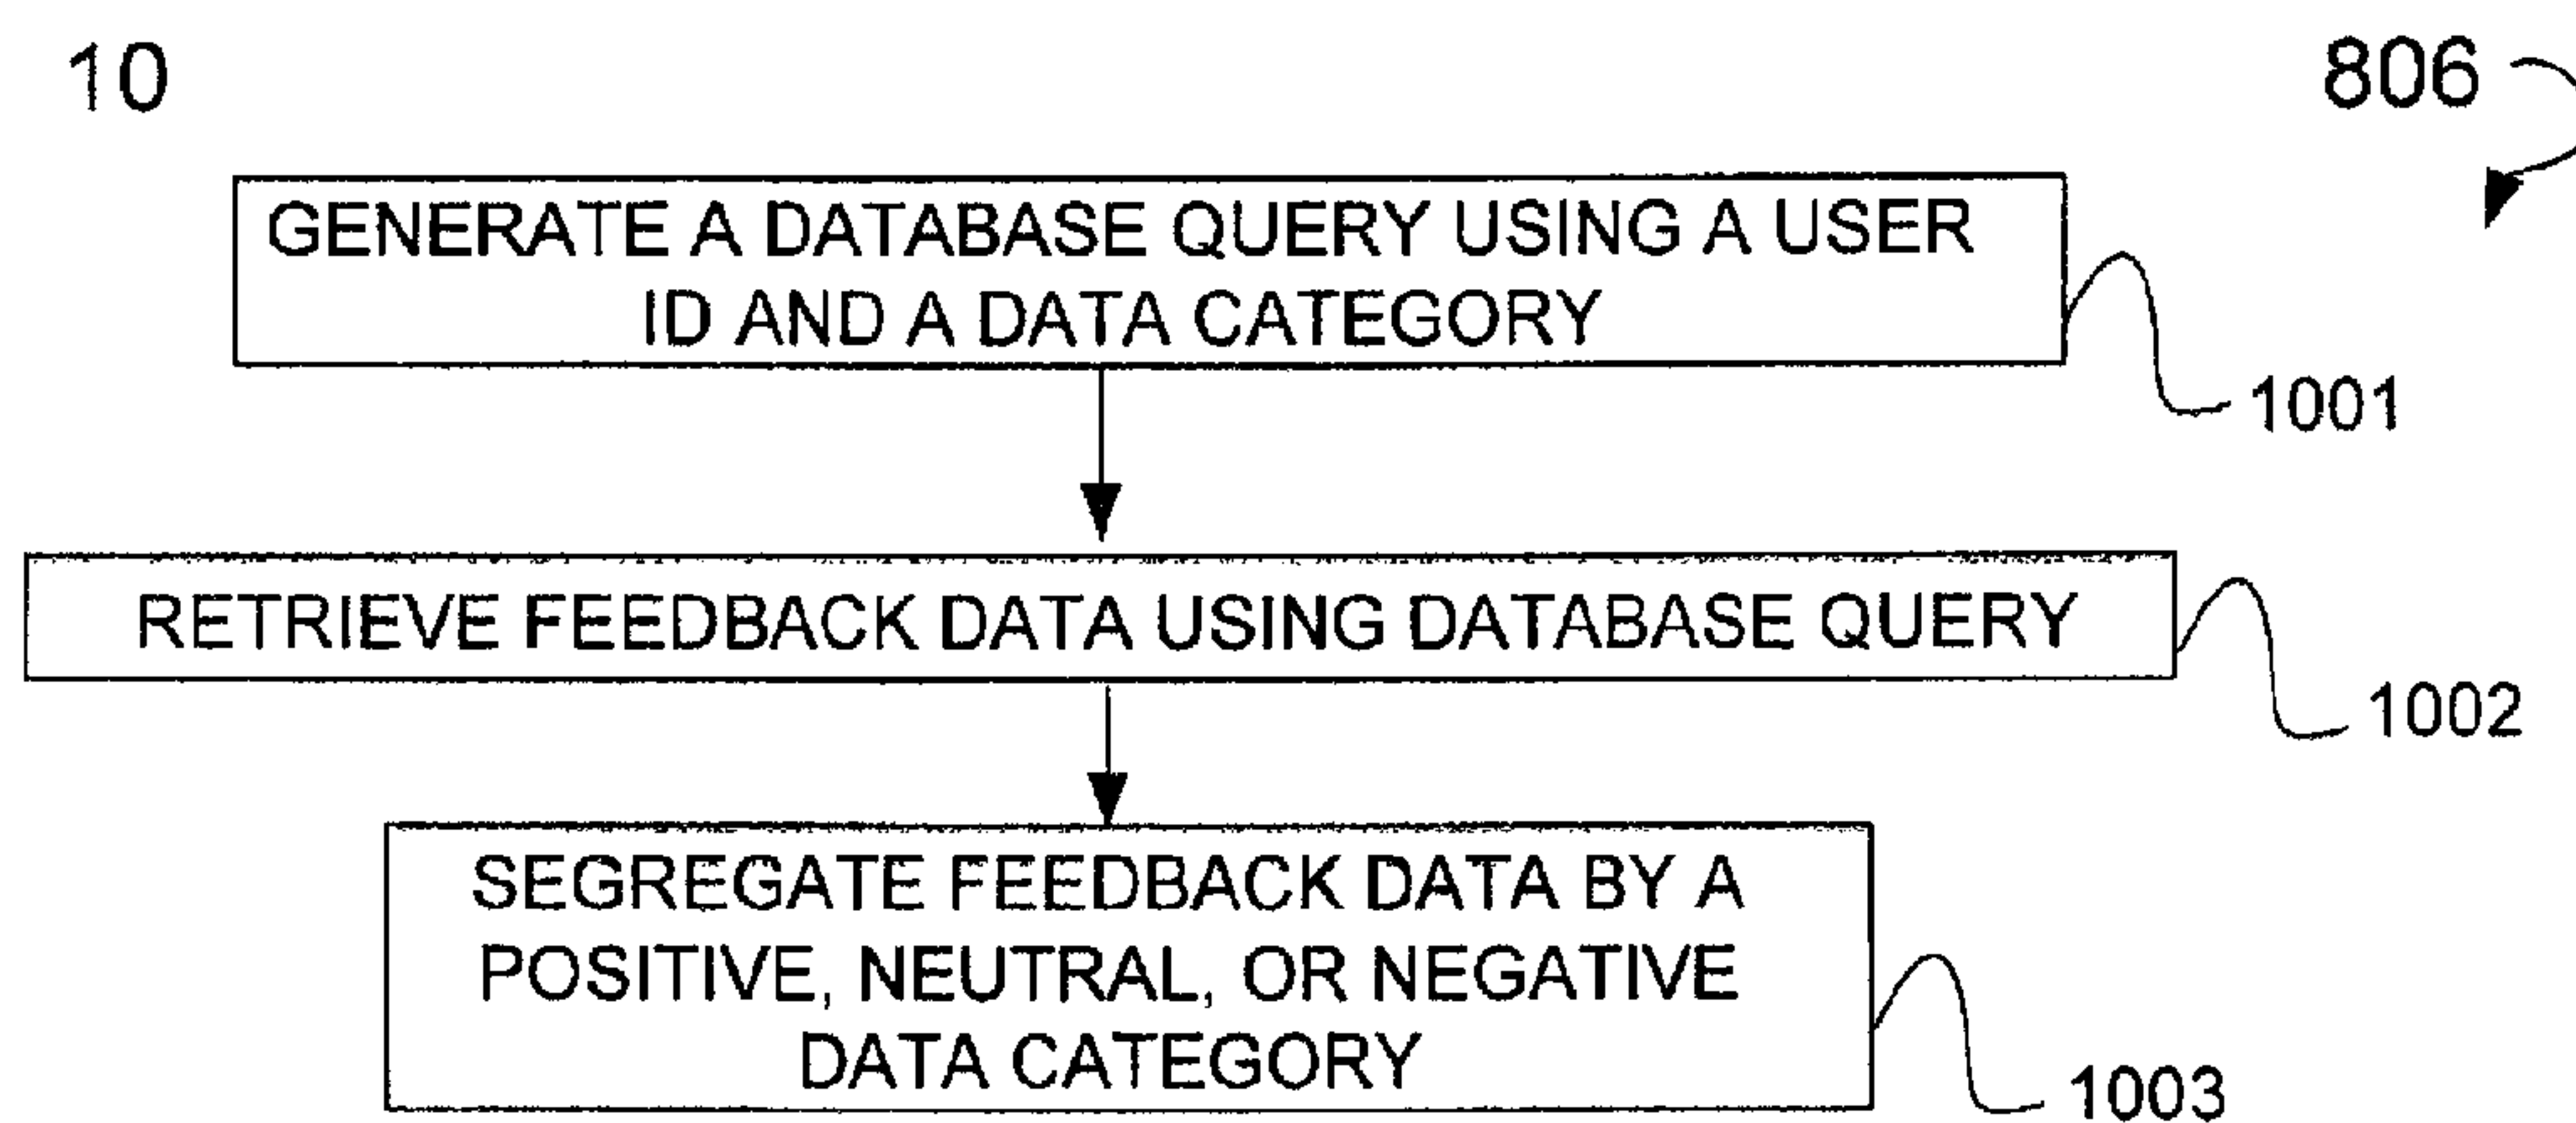 10
806
GENERATE A DATABASE QUERY USING A USER
ID AND A DATA CATEGORY
1001
RETRIEVE FEEDBACK DATA USING DATABASE QUERY
1002
SEGREGATE FEEDBACK DATA BY A
POSITIVE, NEUTRAL, OR NEGATIVE
DATA CATEGORY
1003